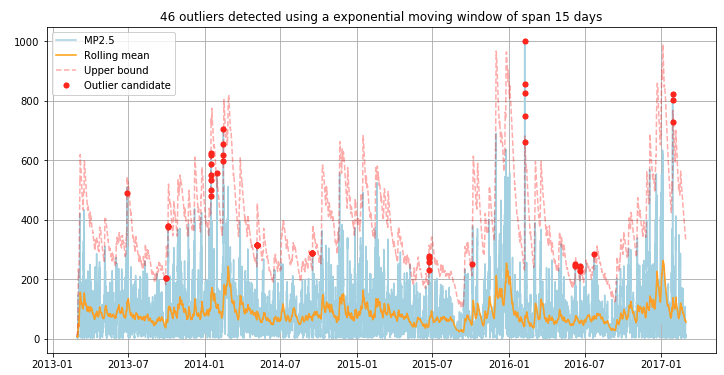 46 outliers detected using a exponential moving window of span 15 days
MP2.5
Rolling mean
Upper bound
Outlier candidate
1000
800
600
400
200
0
2013-01 2013-07 2014-01 2014-07 2015-01 2015-07 2016-01 2016-07 2017-01